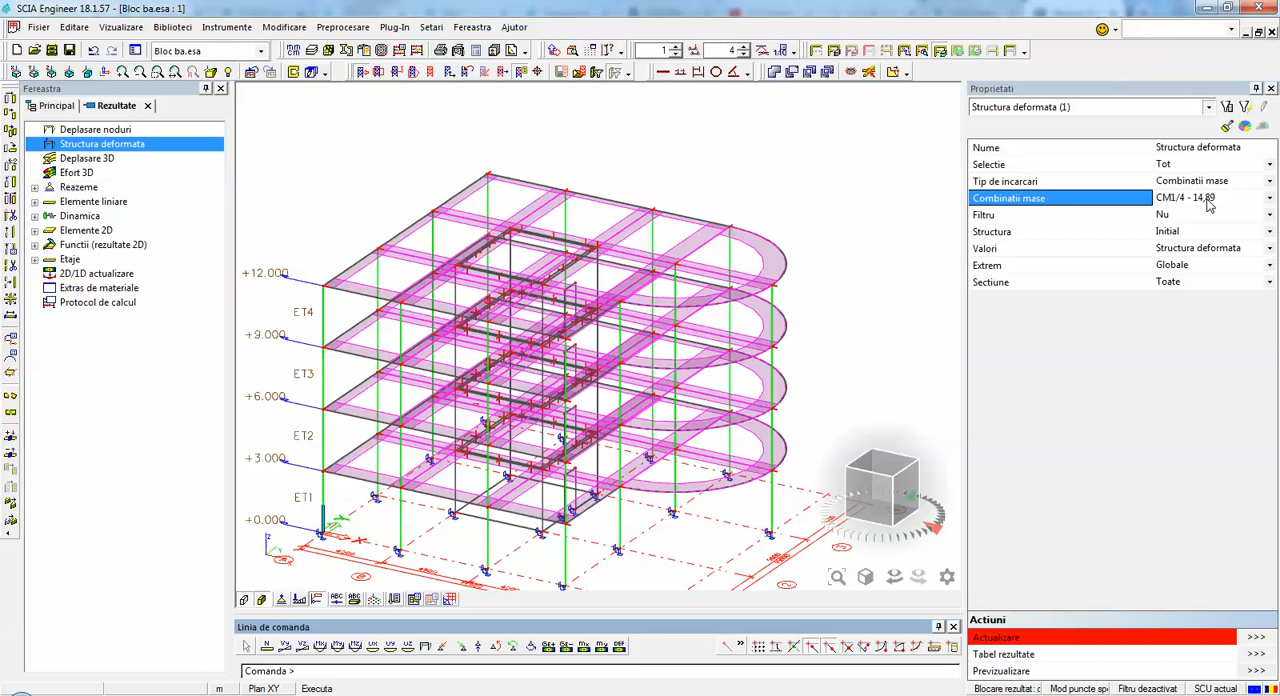 SCIA Engineer 18.1.57 - [Bloc ba.esa : 1]
Fisier Editare Vizualizare Biblioteci Instrumente Modificare Preprocesare Plug-In Setari Fereastra Ajutor
Bloc ba.esa 1 4
Fereastra
Principal Rezultate
Deplasare noduri
Structura deformata
Deplasare 3D
Efort 3D
Reazeme
Elemente liniare
Dinamica
Elemente 2D
Functii (rezultate 2D)
Etaje
2D/1D actualizare
Extras de materiale
Protocol de calcul
+12.000
ET4
+9.000
ET3
+6.000
ET2
+3.000
ET1
+0.000
Proprietati
Structura deformata (1)
Nume Structura deformata
Selectie Tot
Tip de incarcari Combinatii mase
Combinatii mase CM1/4 - 14,89
Filtru Nu
Structura Initial
Valori Structura deformata
Extrem Globale
Sectiune Toate
Actiuni
Actualizare >>>
Tabel rezultate >>>
Previzualizare >>>
Linia de comanda
Comanda >
m Plan XY Executa Blocare rezultat: Mod puncte Filtru dezactivat SCU actual